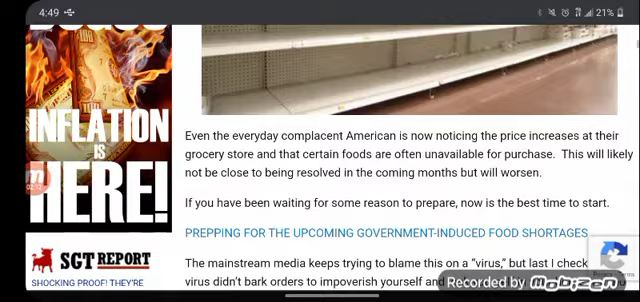 4:49
21%
INFLATION
IS
HERE!
02:12
SGT REPORT
SHOCKING PROOF! THEY'RE
Even the everyday complacent American is now noticing the price increases at their
grocery store and that certain foods are often unavailable for purchase. This will likely
not be close to being resolved in the coming months but will worsen.
If you have been waiting for some reason to prepare, now is the best time to start.
PREPPING FOR THE UPCOMING GOVERNMENT-INDUCED FOOD SHORTAGES
The mainstream media keeps trying to blame this on a "virus," but last I check
virus didn't bark orders to impoverish yourself and
Privacy - Terms
Recorded by Mobizen